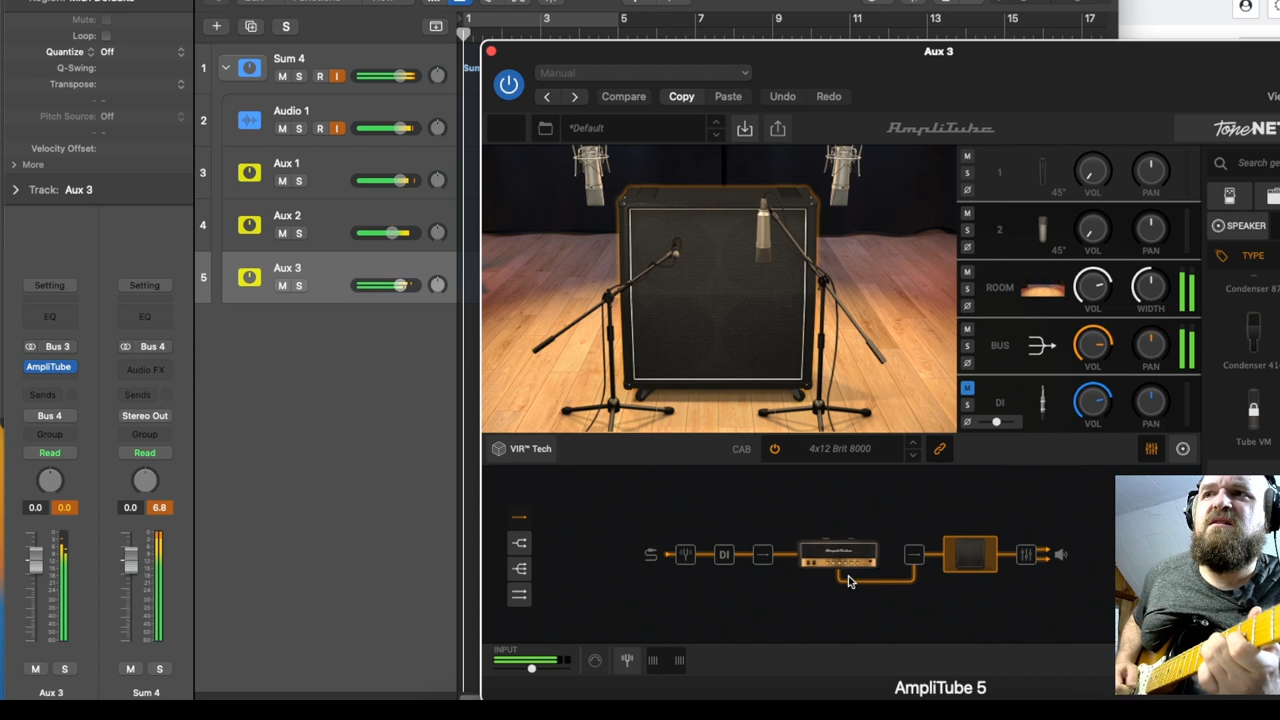 Mute:
Loop:
Quantize Off
Q-Swing:
Transpose:
Pitch Source: Off
Velocity Offset:
More
Track: Aux 3
Setting
Setting
EQ
EQ
Bus 3
Bus 4
AmpliTube
Audio FX
Sends
Sends
Bus 4
Stereo Out
Group
Group
Read
Read
0.0 0.0
0.0 6.8
M S
M S
Aux 3
Sum 4
S
1 3 5 7 9 11 13 15 17
1 Sum 4
M S R I
2 Audio 1
M S R I
3 Aux 1
M S
4 Aux 2
M S
5 Aux 3
M S
Aux 3
Manual
Compare Copy Paste Undo Redo
*Default
AmpliTube
ToneNE
M
S
1
45°
VOL PAN
M
S
2
45°
VOL PAN
M
S
ROOM
VOL WIDTH
M
S
BUS
VOL PAN
M
S
DI
VOL PAN
Search ge
SPEAKER
TYPE
Condenser 87
Condenser 41
Tube VM
VIR™ Tech
CAB
4x12 Brit 8000
DI
INPUT
AmpliTube 5